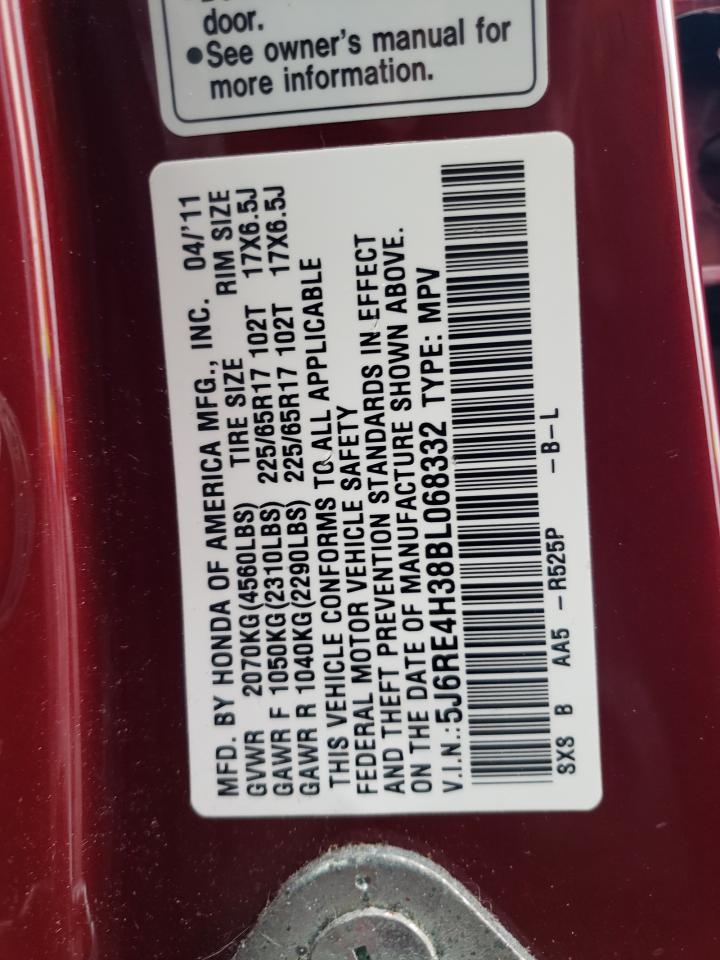 door.
●See owner's manual for
more information.
MFD. BY HONDA OF AMERICA MFG., INC. 04/'11
GVWR 2070KG(4560LBS) TIRE SIZE RIM SIZE
GAWR F 1050KG(2310LBS) 225/65R17 102T 17X6.5J
GAWR R 1040KG(2290LBS) 225/65R17 102T 17X6.5J
THIS VEHICLE CONFORMS TO ALL APPLICABLE
FEDERAL MOTOR VEHICLE SAFETY
AND THEFT PREVENTION STANDARDS IN EFFECT
ON THE DATE OF MANUFACTURE SHOWN ABOVE.
V.I.N.:5J6RE4H38BL068332 TYPE: MPV
SXS B AA5 -R525P -B-L